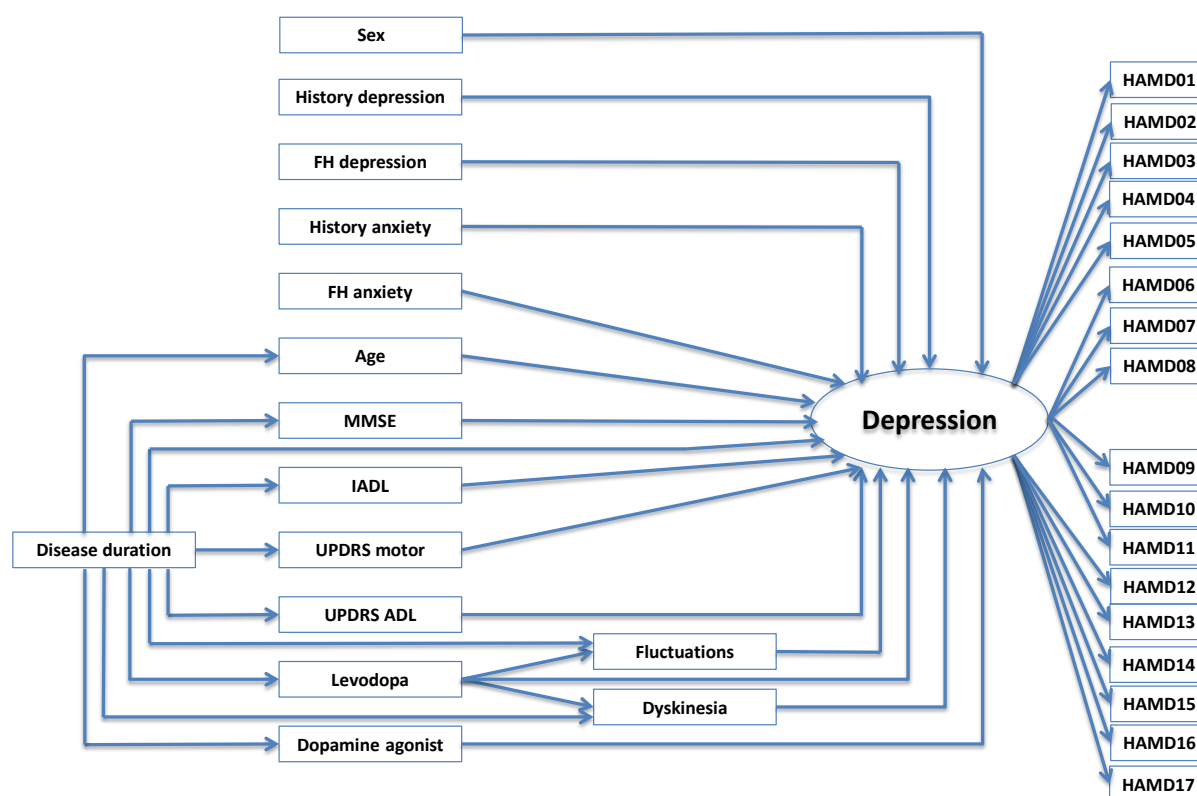 Sex
History depression
FH depression
History anxiety
FH anxiety
Age
MMSE
IADL
Disease duration
UPDRS motor
UPDRS ADL
Levodopa
Dopamine agonist
Fluctuations
Dyskinesia
Depression
HAMD01
HAMD02
HAMD03
HAMD04
HAMD05
HAMD06
HAMD07
HAMD08
HAMD09
HAMD10
HAMD11
HAMD12
HAMD13
HAMD14
HAMD15
HAMD16
HAMD17